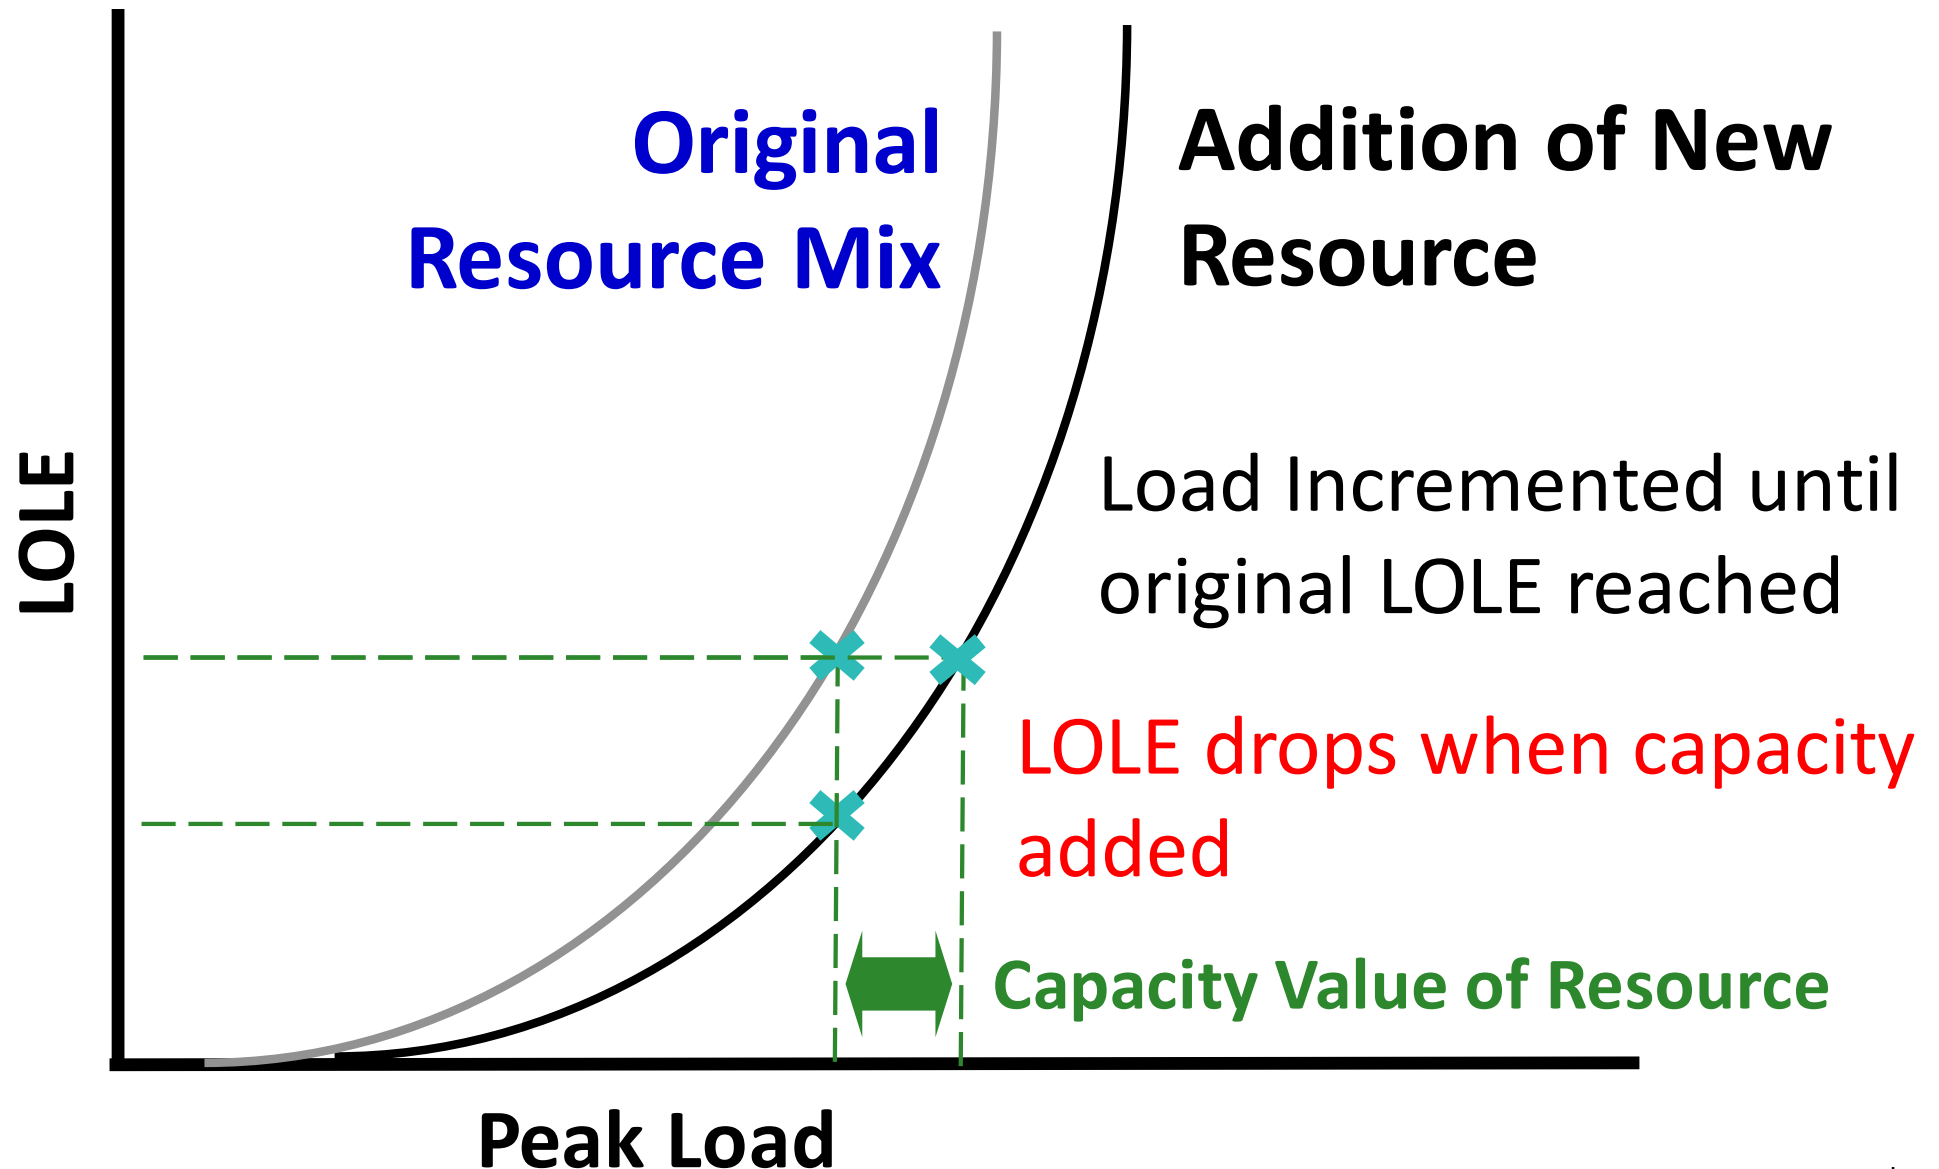 Original
Resource Mix
Addition of New
Resource
LOLE
Load Incremented until
original LOLE reached
LOLE drops when capacity
added
Capacity Value of Resource
Peak Load